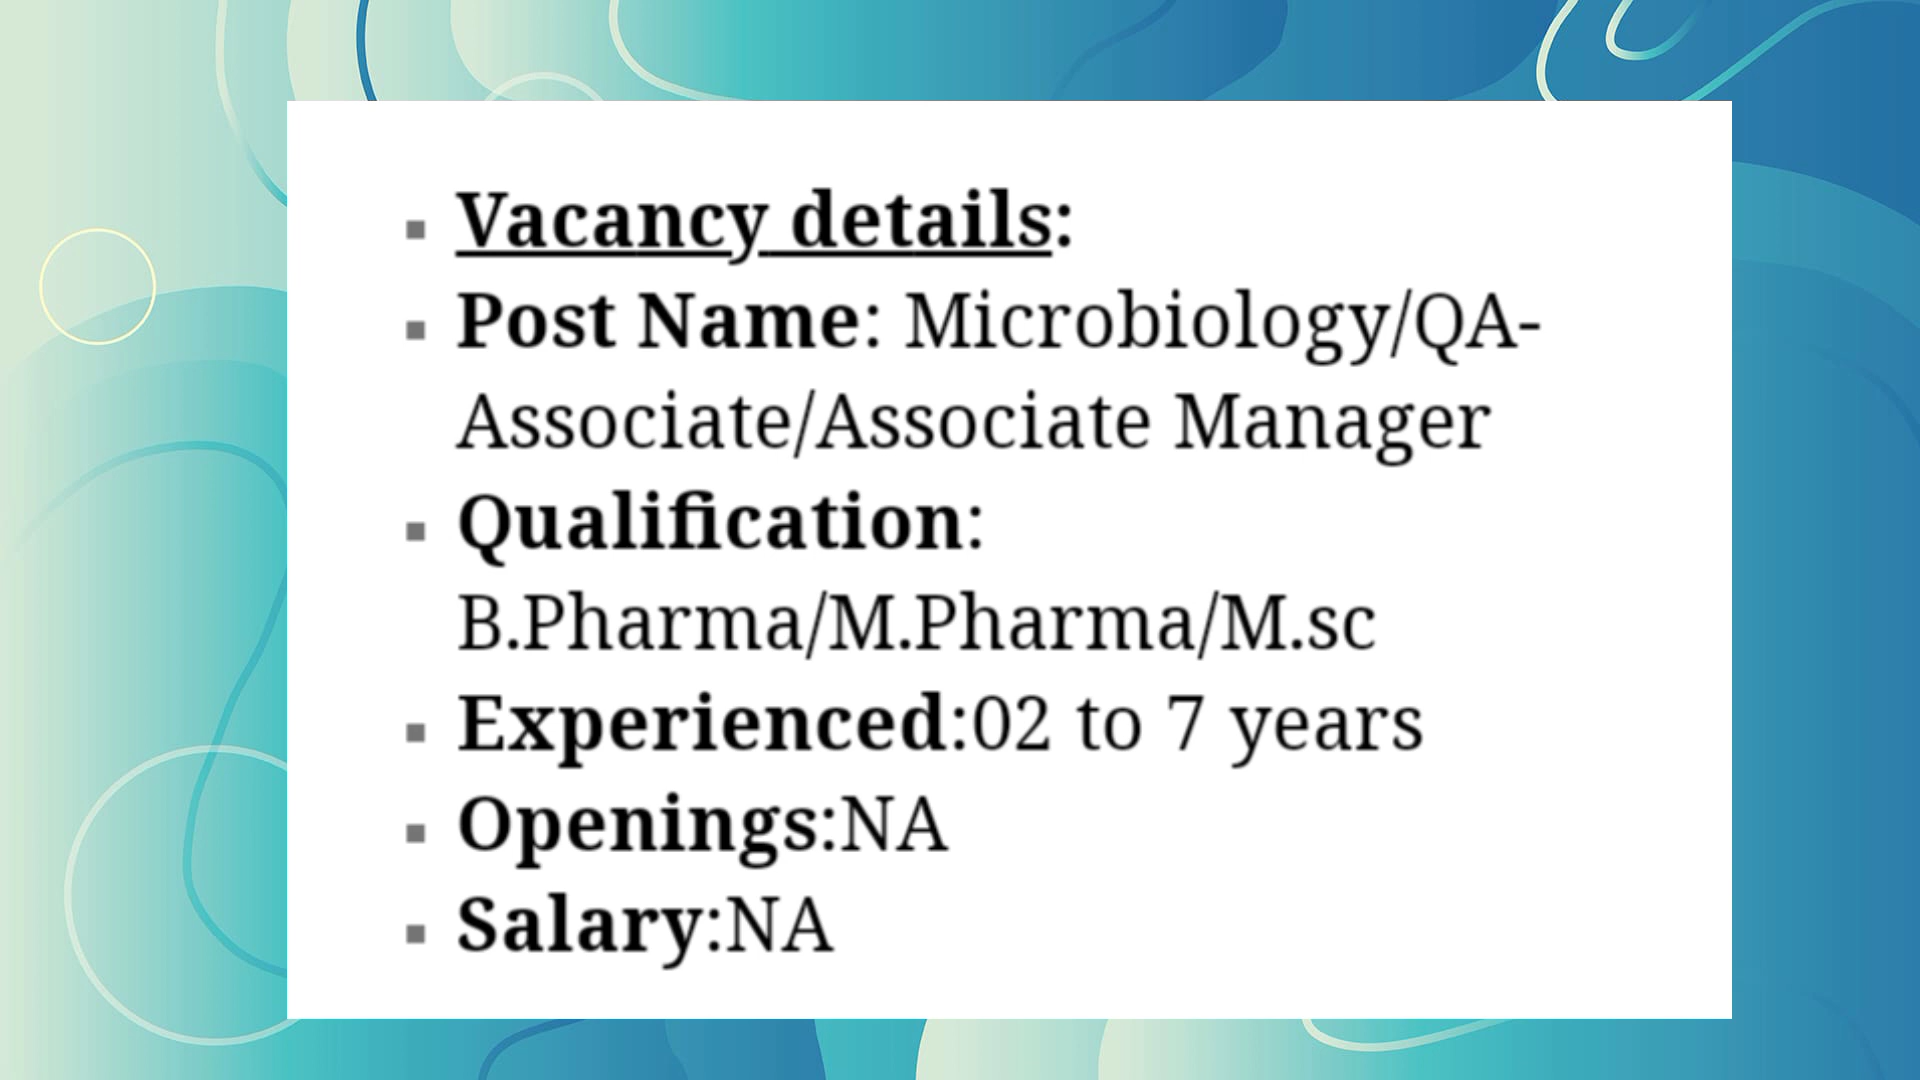 Vacancy details:
Post Name: Microbiology/QA-
Associate/Associate Manager
Qualification:
B.Pharma/M.Pharma/M.sc
Experienced:02 to 7 years
Openings:NA
Salary:NA